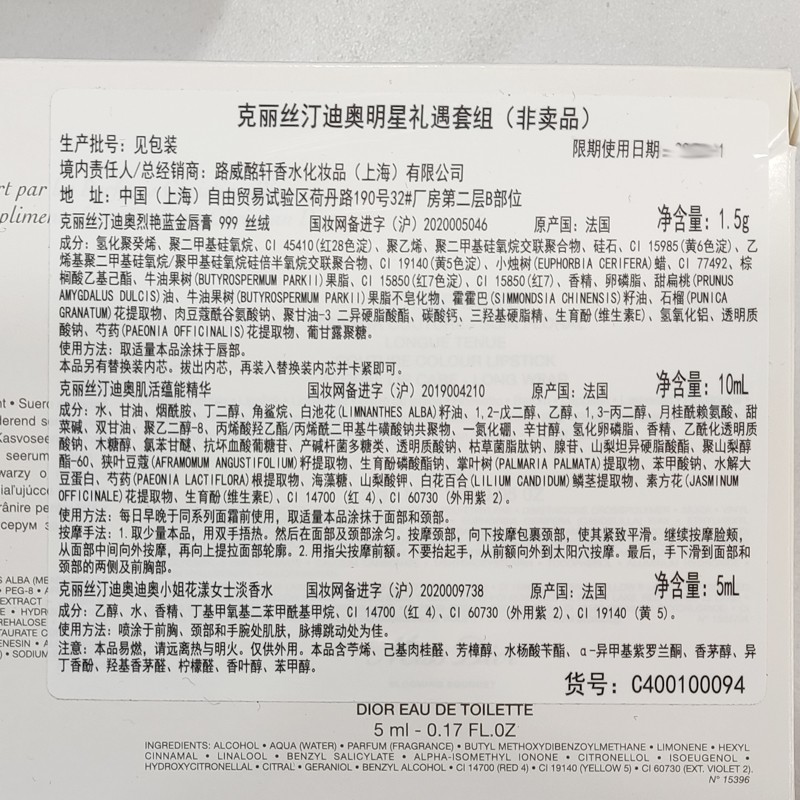 克丽丝汀迪奥明星礼遇套组（非卖品）
生产批号：见包装
限期使用日期：
境内责任人/总经销商：路威酩轩香水化妆品（上海）有限公司
地 址：中国（上海）自由贸易试验区荷丹路190号32#厂房第二层B部位
克丽丝汀迪奥烈艳蓝金唇膏 999 丝绒 国妆网备进字（沪）2020005046 原产国：法国 净含量：1.5g
成分：氢化聚癸烯、聚二甲基硅氧烷、CI 45410(红28色淀)、聚乙烯、聚二甲基硅氧烷交联聚合物、硅石、CI 15985(黄6色淀)、乙
烯基聚二甲基硅氧烷/聚甲基硅氧烷硅倍半氧烷交联聚合物、CI 19140(黄5色淀)、小烛树(EUPHORBIA CERIFERA)蜡、CI 77492、棕
榈酸乙基己酯、牛油果树(BUTYROSPERMUM PARKII)果脂、CI 15850(红7色淀)、CI 15850(红7)、香精、卵磷脂、甜扁桃(PRUNUS
AMYGDALUS DULCIS)油、牛油果树(BUTYROSPERMUM PARKII)果脂不皂化物、霍霍巴(SIMMONDSIA CHINENSIS)籽油、石榴(PUNICA
GRANATUM)花提取物、肉豆蔻酰谷氨酸钠、聚甘油-3 二异硬脂酸酯、碳酸钙、三羟基硬脂精、生育酚(维生素E)、氢氧化铝、透明质
酸钠、芍药(PAEONIA OFFICINALIS)花提取物、葡甘露聚糖。
使用方法：取适量本品涂抹于唇部。
本品另有替换装内芯。拔出内芯，再装入替换装内芯并卡紧即可。
克丽丝汀迪奥肌活蕴能精华 国妆网备进字（沪）2019004210 原产国：法国 净含量：10mL
成分：水、甘油、烟酰胺、丁二醇、角鲨烷、白池花(LIMNANTHES ALBA)籽油、1,2-戊二醇、乙醇、1,3-丙二醇、月桂酰赖氨酸、甜
菜碱、双甘油、聚乙二醇-8、丙烯酸羟乙酯/丙烯酰二甲基牛磺酸钠共聚物、一氮化硼、辛甘醇、氢化卵磷脂、香精、乙酰化透明质
酸钠、木糖醇、氯苯甘醚、抗坏血酸葡糖苷、产碱杆菌多糖类、透明质酸钠、枯草菌脂肽钠、腺苷、山梨坦异硬脂酸酯、聚山梨醇
酯-60、狭叶豆蔻(AFRAMOMUM ANGUSTIFOLIUM)籽提取物、生育酚磷酸酯钠、掌叶树(PALMARIA PALMATA)提取物、苯甲酸钠、水解大
豆蛋白、芍药(PAEONIA LACTIFLORA)根提取物、海藻糖、山梨酸钾、白花百合(LILIUM CANDIDUM)鳞茎提取物、素方花(JASMINUM
OFFICINALE)花提取物、生育酚(维生素E)、CI 14700 (红 4)、CI 60730 (外用紫 2)。
使用方法：每日早晚于同系列面霜前使用，取适量本品涂抹于面部和颈部。
按摩手法：1.取少量本品，用双手捂热。然后在面部及颈部涂匀。按摩颈部，向下按摩包裹颈部，使其紧致平滑。继续按摩脸颊，
从面部中间向外按摩，再向上提拉面部轮廓。2.用指尖按摩前额。不要抬起手，从前额向外到太阳穴按摩。最后，手下滑到面部和
颈部的两侧及前胸部。
克丽丝汀迪奥迪奥小姐花漾女士淡香水 国妆网备进字（沪）2020009738 原产国：法国 净含量：5mL
成分：乙醇、水、香精、丁基甲氧基二苯甲酰基甲烷、CI 14700 (红 4)、CI 60730 (外用紫 2)、CI 19140 (黄 5)。
使用方法：喷涂于前胸、颈部和手腕处肌肤，脉搏跳动处为佳。
注意：本品易燃，请远离热与明火。仅供外用。本品含苧烯、己基肉桂醛、芳樟醇、水杨酸苄酯、α-异甲基紫罗兰酮、香茅醇、异
丁香酚、羟基香茅醛、柠檬醛、香叶醇、苯甲醇。
货号：C400100094
DIOR EAU DE TOILETTE
5 ml - 0.17 FL.OZ
INGREDIENTS: ALCOHOL • AQUA (WATER) • PARFUM (FRAGRANCE) • BUTYL METHOXYDIBENZOYLMETHANE • LIMONENE • HEXYL
CINNAMAL • LINALOOL • BENZYL SALICYLATE • ALPHA-ISOMETHYL IONONE • CITRONELLOL • ISOEUGENOL •
HYDROXYCITRONELLAL • CITRAL • GERANIOL • BENZYL ALCOHOL • CI 14700 (RED 4) • CI 19140 (YELLOW 5) • CI 60730 (EXT. VIOLET 2).
N° 15396